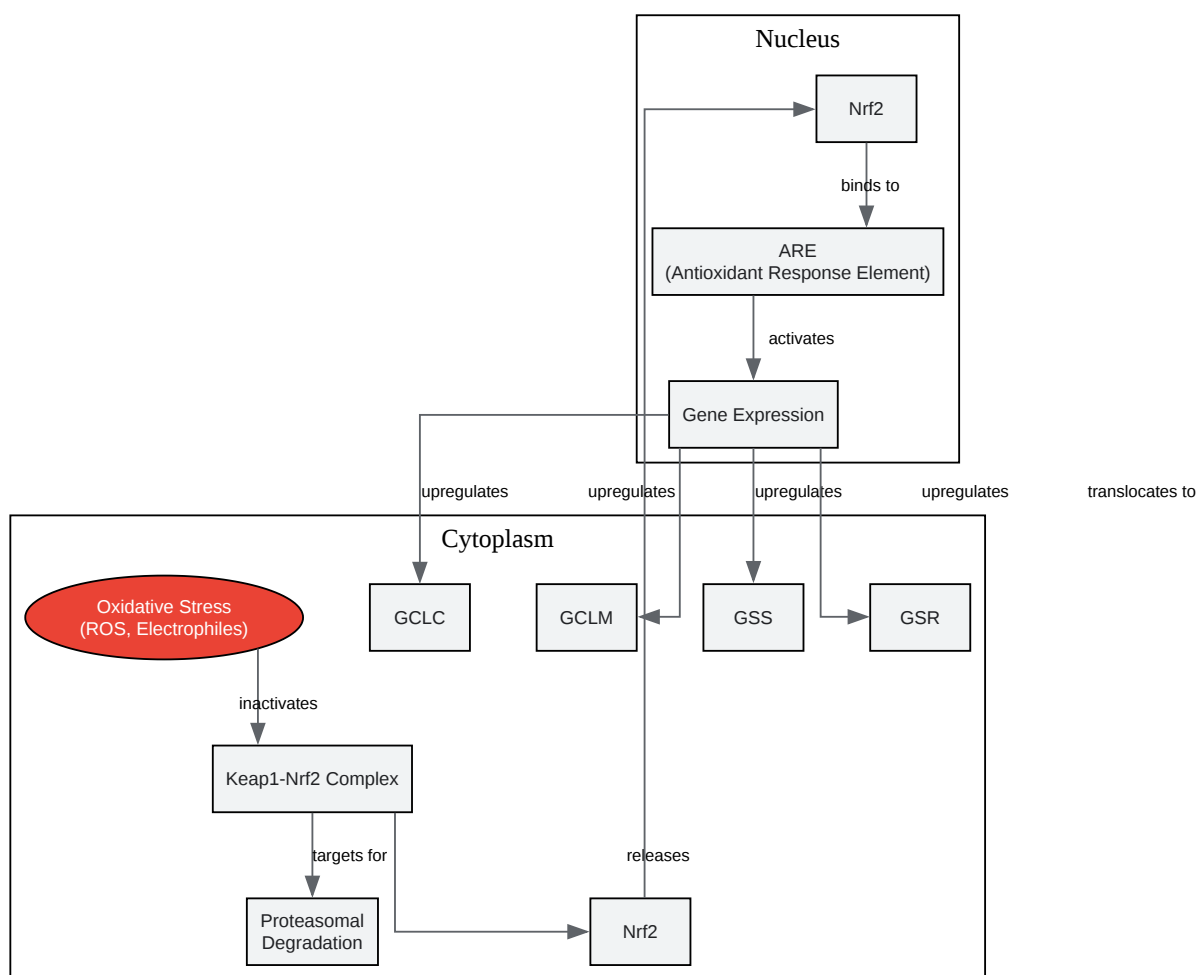 Nucleus
Nrf2
binds to
ARE
(Antioxidant Response Element)
activates
Gene Expression
upregulates
upregulates
upregulates
upregulates
translocates to
Cytoplasm
Oxidative Stress
(ROS, Electrophiles)
GCLC
GCLM
GSS
GSR
inactivates
Keap1-Nrf2 Complex
targets for
releases
Proteasomal
Degradation
Nrf2